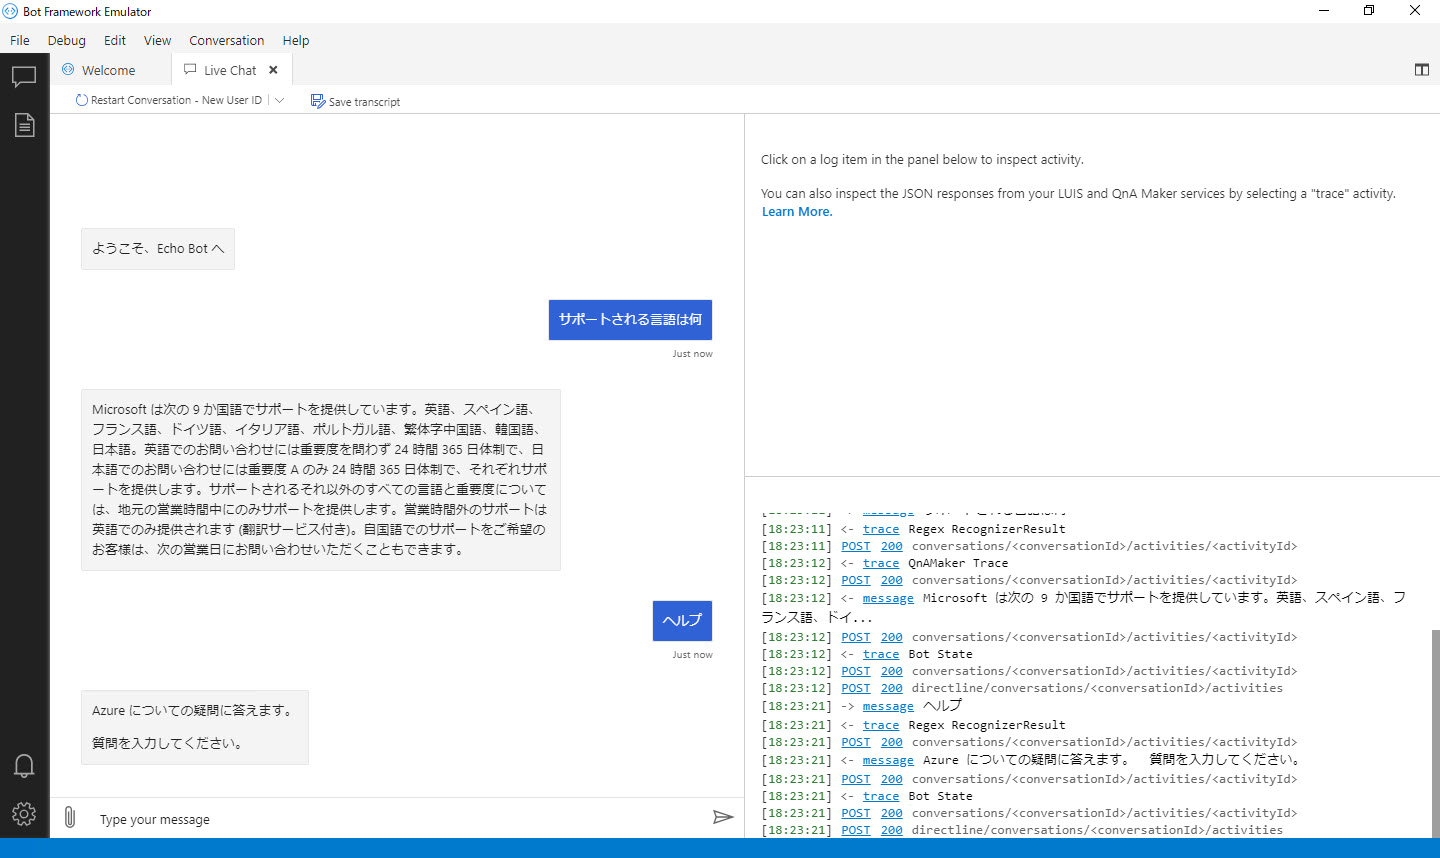 Bot Framework Emulator
File Debug Edit View Conversation Help
Welcome Live Chat
Restart Conversation - New User ID Save transcript
ようこそ、Echo Bot へ
サポートされる言語は何
Just now
Microsoft は次の 9 か国語でサポートを提供しています。英語、スペイン語、
フランス語、ドイツ語、イタリア語、ポルトガル語、繁体字中国語、韓国語、
日本語。英語でのお問い合わせには重要度を問わず 24 時間 365 日体制で、日
本語でのお問い合わせには重要度 A のみ 24 時間 365 日体制で、それぞれサポ
ートを提供します。サポートされるそれ以外のすべての言語と重要度について
は、地元の営業時間中にのみサポートを提供します。営業時間外のサポートは
英語でのみ提供されます (翻訳サービス付き)。自国語でのサポートをご希望の
お客様は、次の営業日にお問い合わせいただくこともできます。
ヘルプ
Just now
Azure についての疑問に答えます。
質問を入力してください。
Type your message
Click on a log item in the panel below to inspect activity.
You can also inspect the JSON responses from your LUIS and QnA Maker services by selecting a "trace" activity.
Learn More.
[18:23:11] <- trace Regex RecognizerResult
[18:23:11] POST 200 conversations/<conversationId>/activities/<activityId>
[18:23:12] <- trace QnAMaker Trace
[18:23:12] POST 200 conversations/<conversationId>/activities/<activityId>
[18:23:12] <- message Microsoft は次の 9 か国語でサポートを提供しています。英語、スペイン語、フ
ランス語、ドイ...
[18:23:12] POST 200 conversations/<conversationId>/activities/<activityId>
[18:23:12] <- trace Bot State
[18:23:12] POST 200 conversations/<conversationId>/activities/<activityId>
[18:23:12] POST 200 directline/conversations/<conversationId>/activities
[18:23:21] -> message ヘルプ
[18:23:21] <- trace Regex RecognizerResult
[18:23:21] POST 200 conversations/<conversationId>/activities/<activityId>
[18:23:21] <- message Azure についての疑問に答えます。 質問を入力してください。
[18:23:21] POST 200 conversations/<conversationId>/activities/<activityId>
[18:23:21] <- trace Bot State
[18:23:21] POST 200 conversations/<conversationId>/activities/<activityId>
[18:23:21] POST 200 directline/conversations/<conversationId>/activities